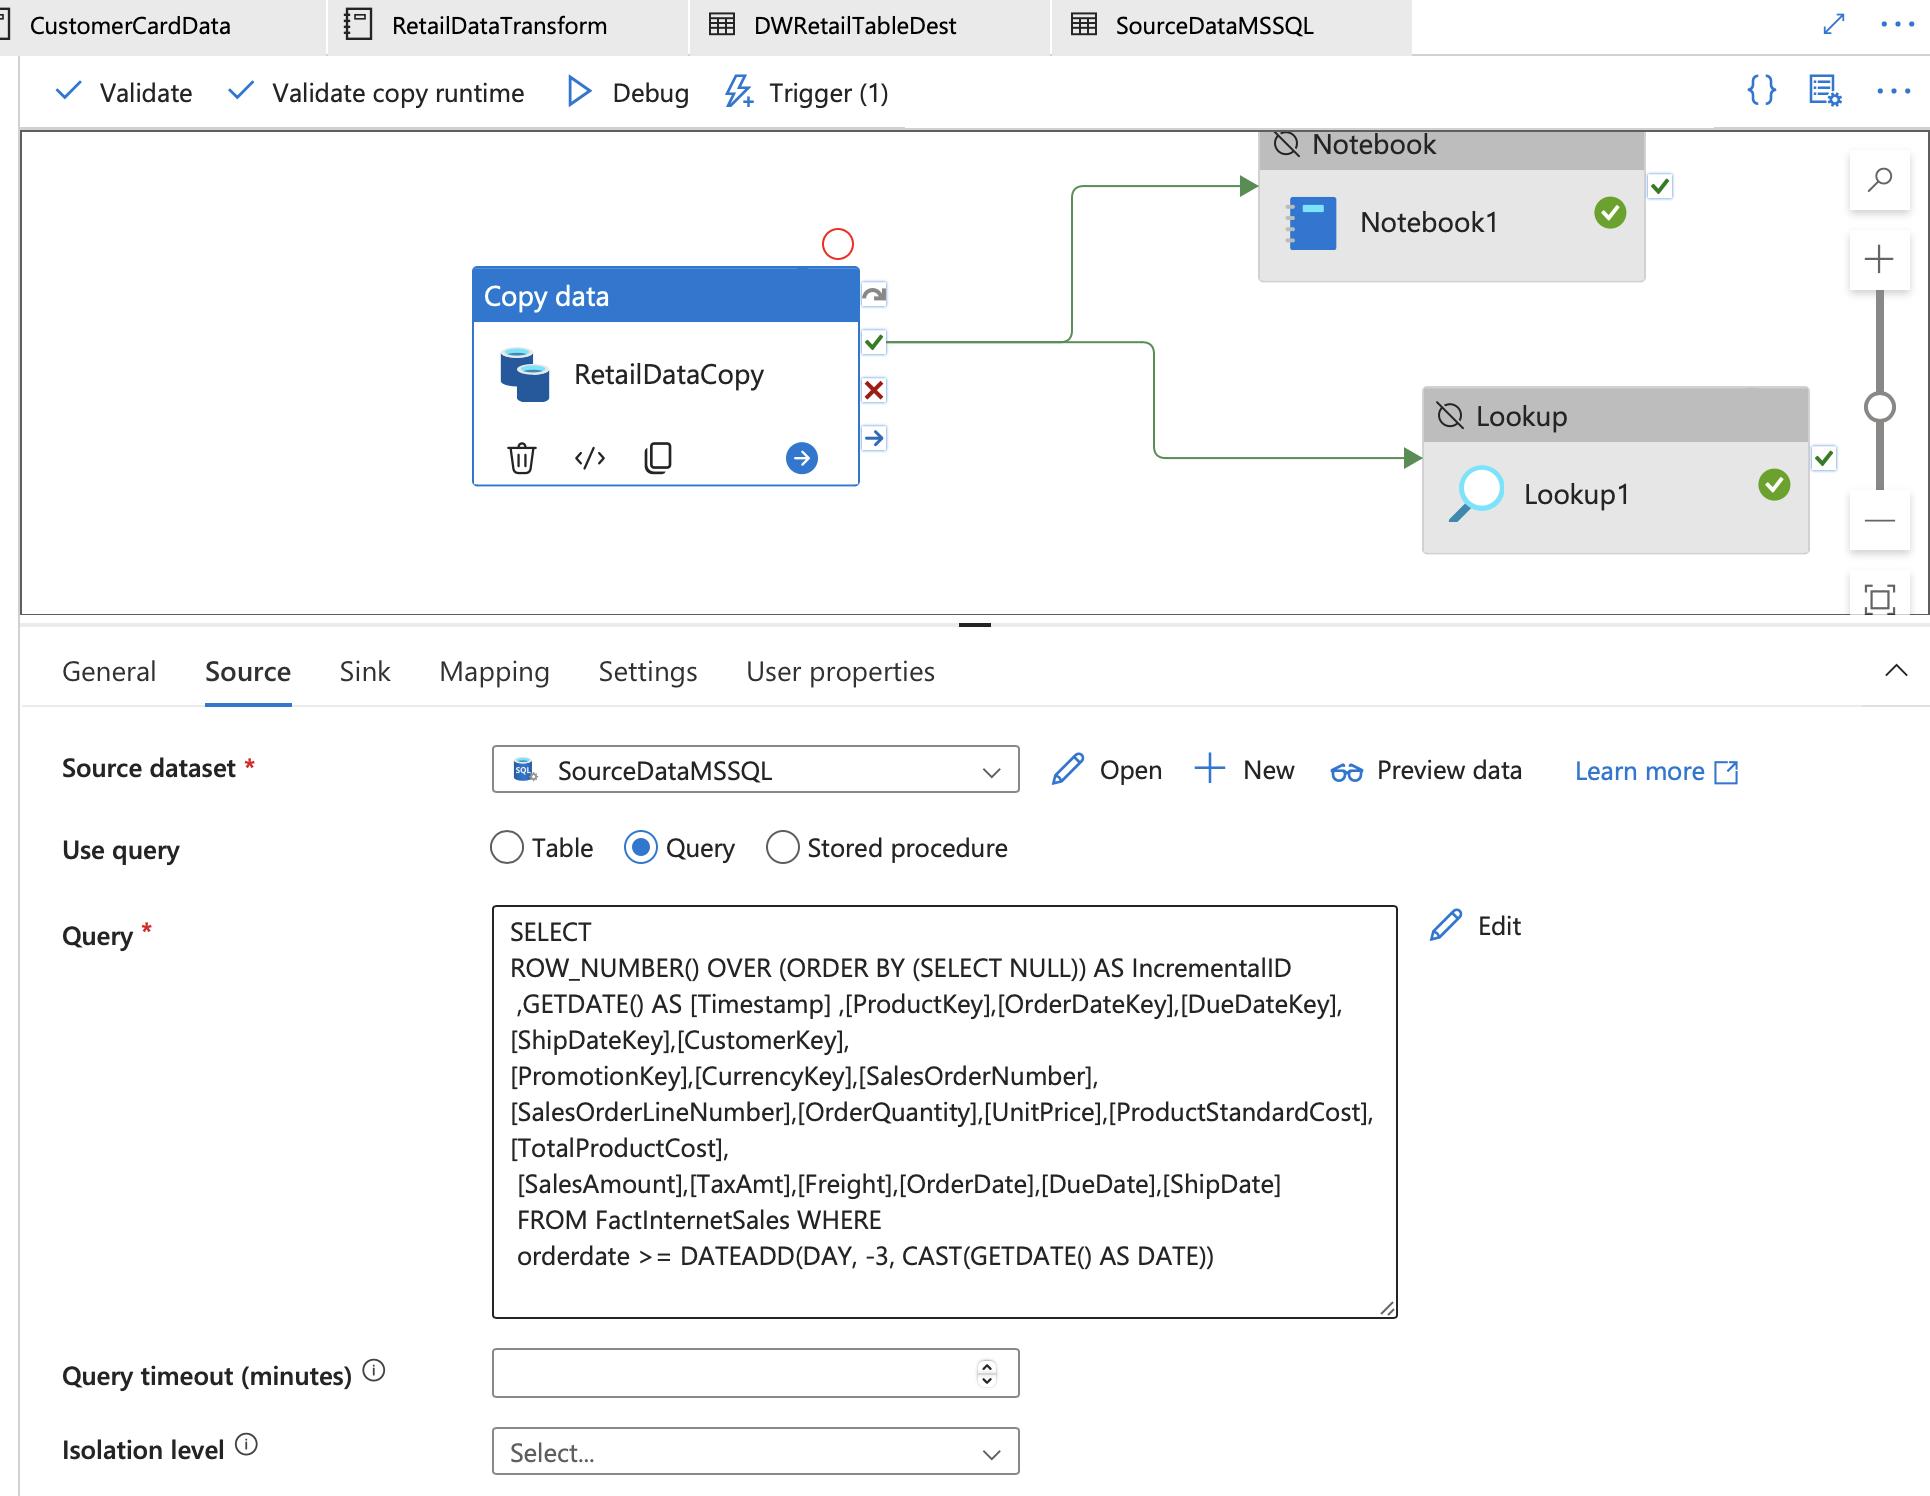 CustomerCardData
RetailDataTransform
DWRetailTableDest
SourceDataMSSQL
Validate
Validate copy runtime
Debug
Trigger (1)
Notebook
Notebook1
Copy data
RetailDataCopy
Lookup
Lookup1
General
Source
Sink
Mapping
Settings
User properties
Source dataset *
SQL
SourceDataMSSQL
Open
New
Preview data
Learn more
Use query
Table
Query
Stored procedure
Query *
SELECT
ROW_NUMBER() OVER (ORDER BY (SELECT NULL)) AS IncrementalID
,GETDATE() AS [Timestamp] ,[ProductKey],[OrderDateKey],[DueDateKey],
[ShipDateKey],[CustomerKey],
[PromotionKey],[CurrencyKey],[SalesOrderNumber],
[SalesOrderLineNumber],[OrderQuantity],[UnitPrice],[ProductStandardCost],
[TotalProductCost],
[SalesAmount],[TaxAmt],[Freight],[OrderDate],[DueDate],[ShipDate]
FROM FactInternetSales WHERE
orderdate >= DATEADD(DAY, -3, CAST(GETDATE() AS DATE))
Edit
Query timeout (minutes)
Isolation level
Select...